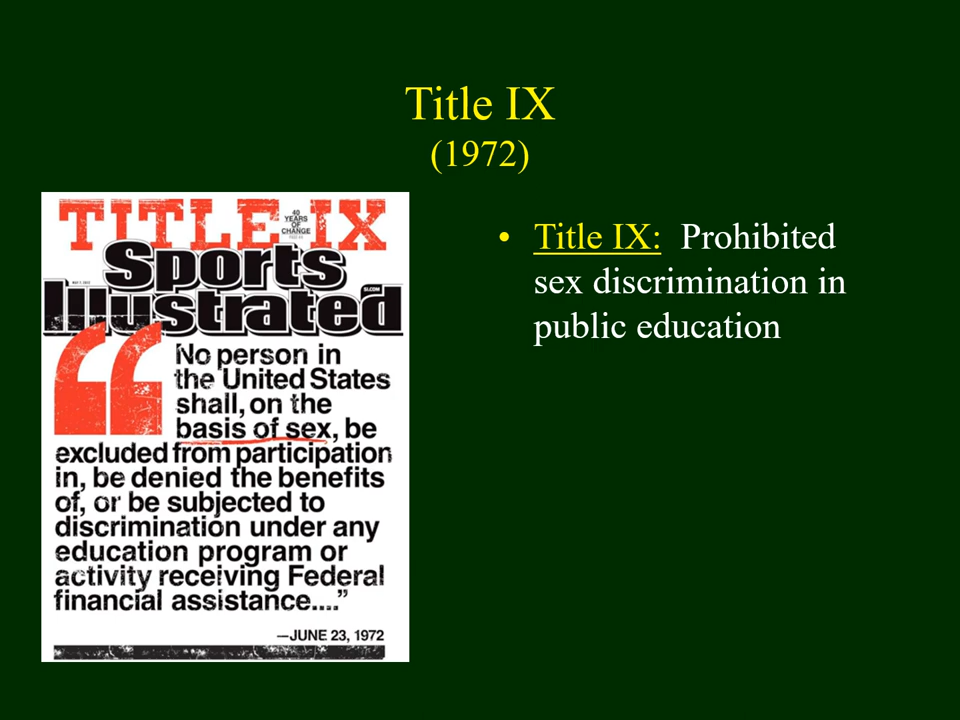 Title IX
(1972)
TITLE IX
40
YEARS
OF
CHANGE
Sports
SI.COM
Illustrated
“No person in
the United States
shall, on the
basis of sex, be
excluded from participation
in, be denied the benefits
of, or be subjected to
discrimination under any
education program or
activity receiving Federal
financial assistance....”
—JUNE 23, 1972
• Title IX: Prohibited
sex discrimination in
public education